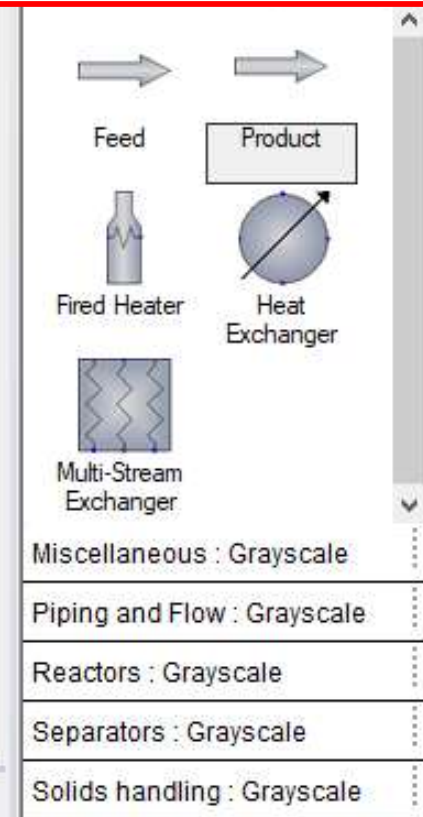 Feed
Product
Fired Heater
Heat
Exchanger
Multi-Stream
Exchanger
Miscellaneous : Grayscale
Piping and Flow : Grayscale
Reactors : Grayscale
Separators : Grayscale
Solids handling : Grayscale